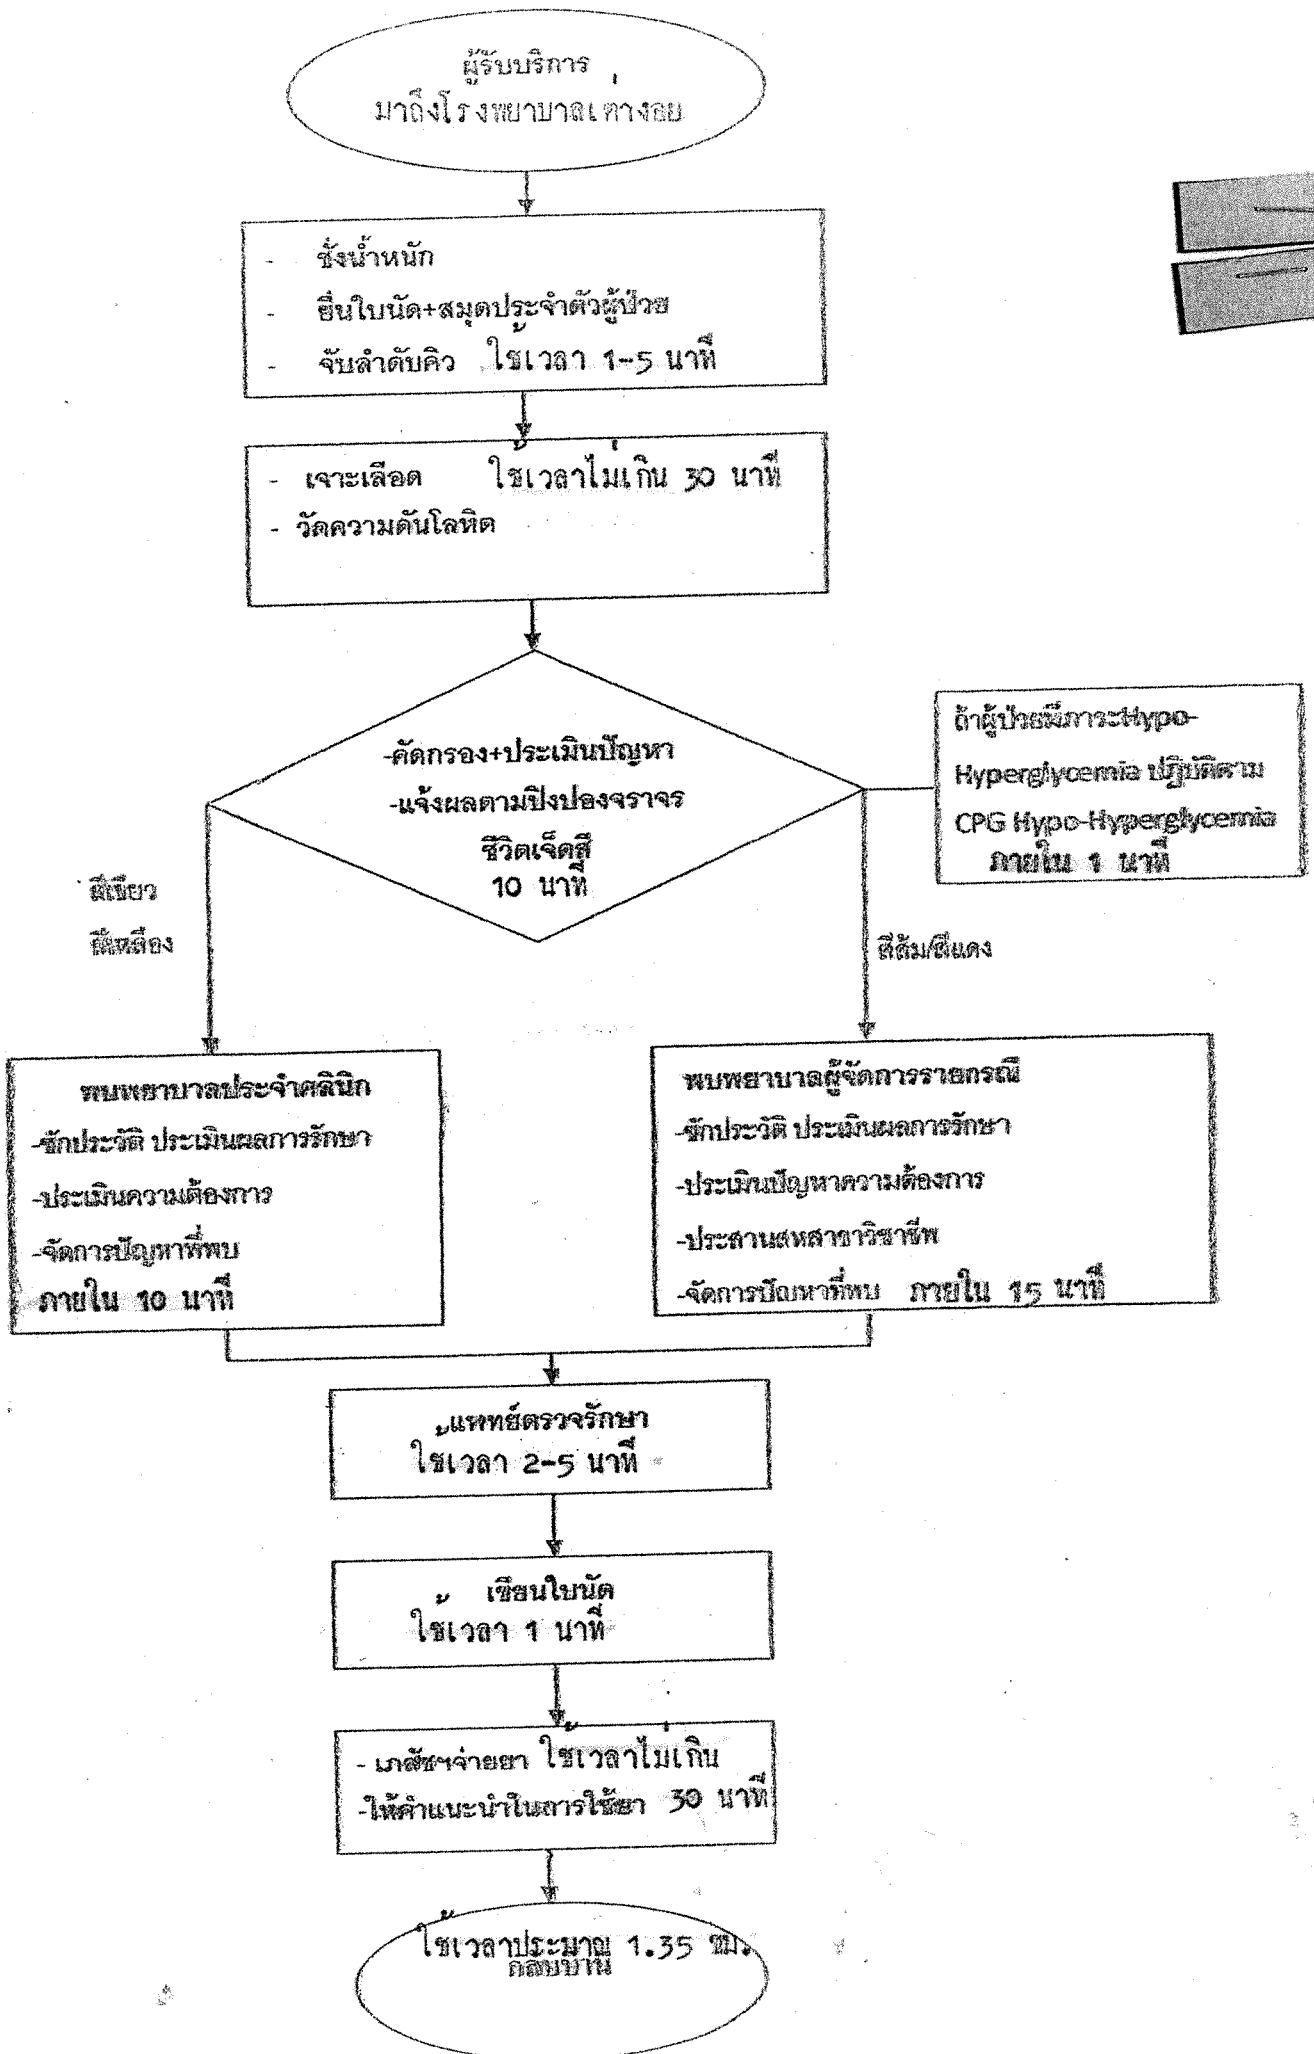 ผู้รับบริการ
มาถึงโรงพยาบาลเต่างอย
- ชั่งน้ำหนัก
- ยื่นใบนัด+สมุดประจำตัวผู้ป่วย
- จับลำดับคิว ใช้เวลา 1-5 นาที
- เจาะเลือด ใช้เวลาไม่เกิน 30 นาที
- วัดความดันโลหิต
-คัดกรอง+ประเมินปัญหา
-แจ้งผลตามปิงปองจราจร
ชีวิตเจ็ดสี
10 นาที
ถ้าผู้ป่วยมีภาวะHypo-
Hyperglycemia ปฏิบัติตาม
CPG Hypo-Hyperglycemia
ภายใน 1 นาที
สีเขียว
สีเหลือง
สีส้ม/สีแดง
พบพยาบาลประจำคลินิก
-ซักประวัติ ประเมินผลการรักษา
-ประเมินความต้องการ
-จัดการปัญหาที่พบ
ภายใน 10 นาที
พบพยาบาลผู้จัดการรายกรณี
-ซักประวัติ ประเมินผลการรักษา
-ประเมินปัญหาความต้องการ
-ประสานสหสาขาวิชาชีพ
-จัดการปัญหาที่พบ ภายใน 15 นาที
แพทย์ตรวจรักษา
ใช้เวลา 2-5 นาที
เขียนใบนัด
ใช้เวลา 1 นาที
- เภสัชฯจ่ายยา ใช้เวลาไม่เกิน
-ให้คำแนะนำในการใช้ยา 30 นาที
ใช้เวลาประมาณ 1.35 ชม.
กลับบ้าน